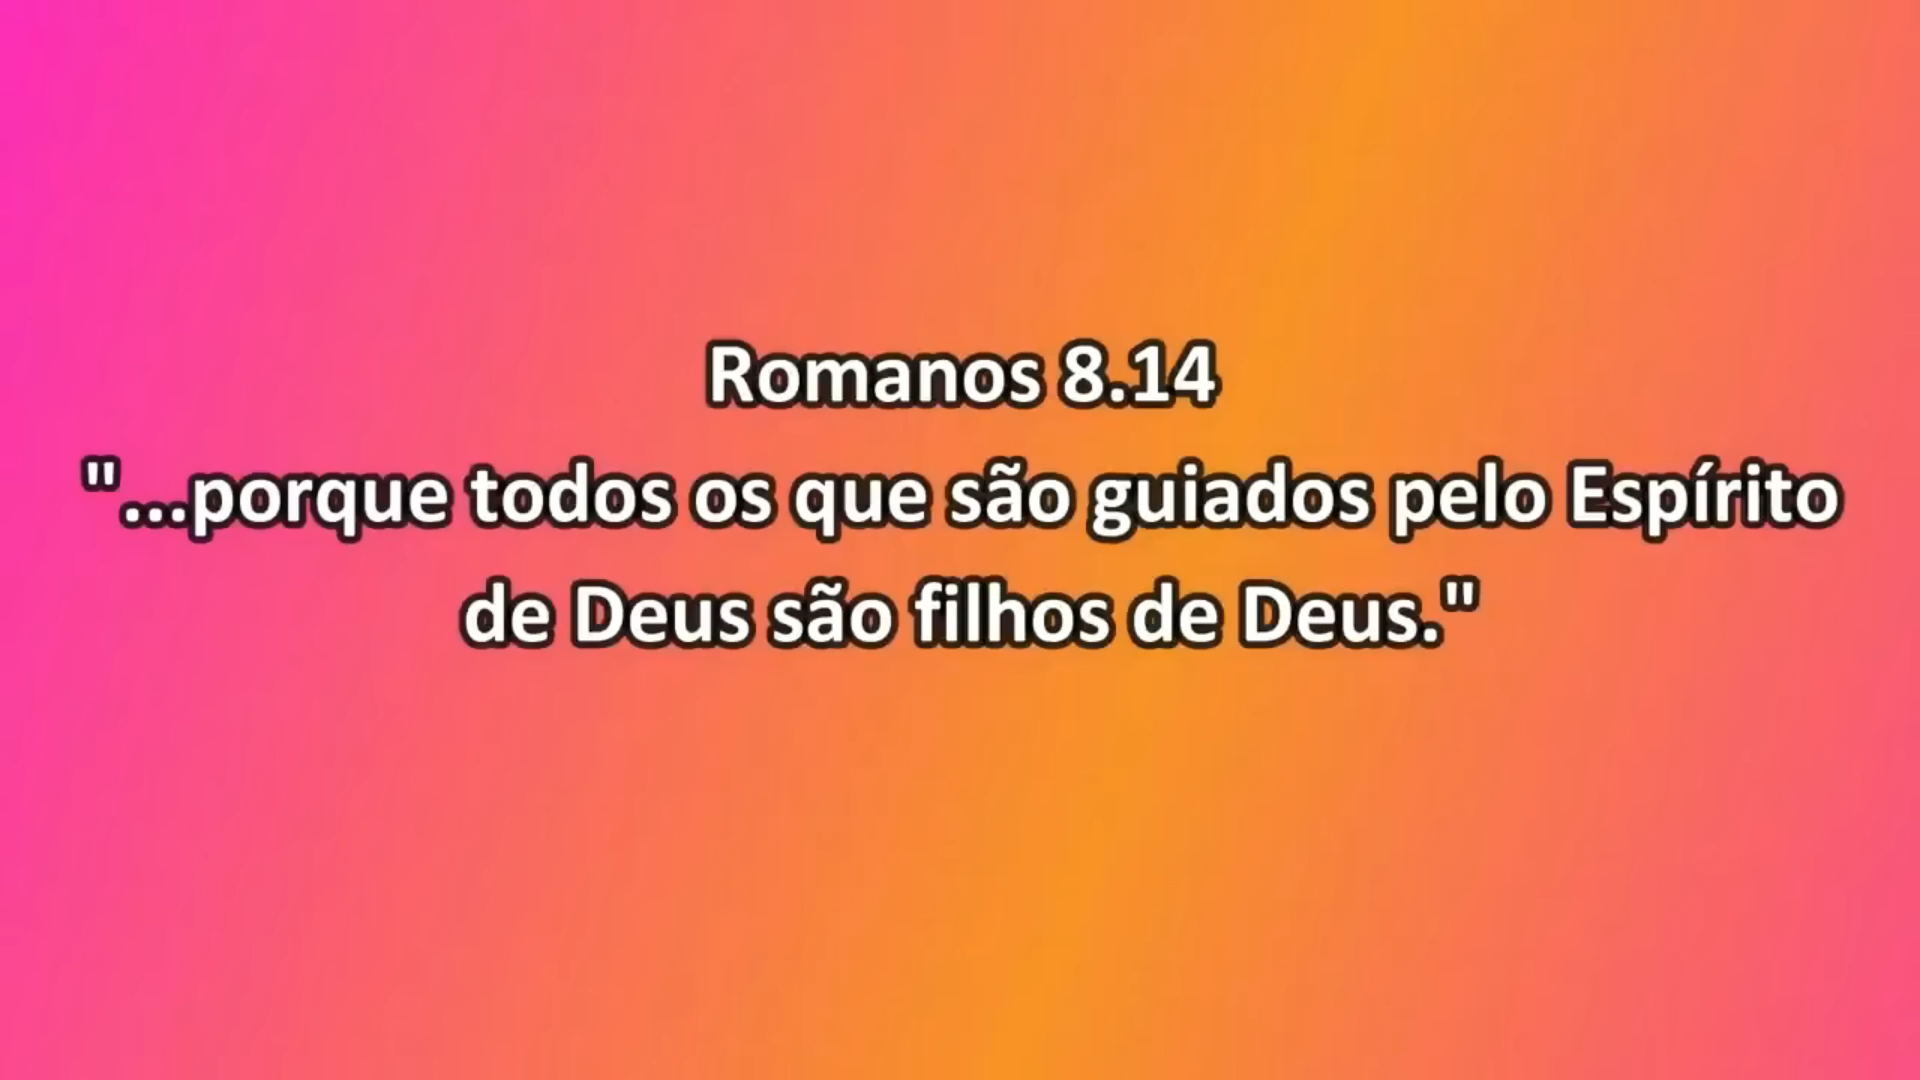 Romanos 8.14
"...porque todos os que são guiados pelo Espírito
de Deus são filhos de Deus."